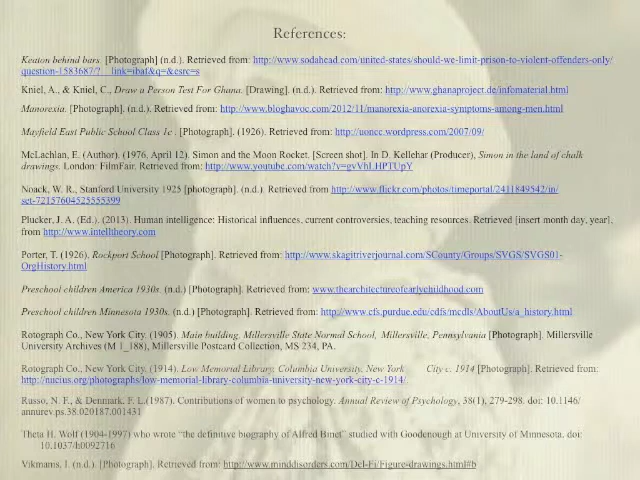 References:
Keaton behind bars. [Photograph] (n.d.). Retrieved from: http://www.sodahead.com/united-states/should-we-limit-prison-to-violent-offenders-only/
question-1583687/?__link=ibaf&q=&esrc=s
Kniel, A., & Kniel, C., Draw a Person Test For Ghana. [Drawing]. (n.d.). Retrieved from: http://www.ghanaproject.de/infomaterial.html
Manorexia. [Photograph]. (n.d.). Retrieved from: http://www.bloghavoc.com/2012/11/manorexia-anorexia-symptoms-among-men.html
Mayfield East Public School Class 1c . [Photograph]. (1926). Retrieved from: http://uoncc.wordpress.com/2007/09/
McLachlan, E. (Author). (1976, April 12). Simon and the Moon Rocket. [Screen shot]. In D. Kellehar (Producer), Simon in the land of chalk
drawings. London: FilmFair. Retrieved from: http://www.youtube.com/watch?v=gvVhLHPTUpY
Noack, W. R., Stanford University 1925 [photograph]. (n.d.). Retrieved from http://www.flickr.com/photos/timeportal/2411849542/in/
set-72157604525555399
Plucker, J. A. (Ed.). (2013). Human intelligence: Historical influences, current controversies, teaching resources. Retrieved [insert month day, year],
from http://www.intelltheory.com
Porter, T. (1926). Rockport School [Photograph]. Retrieved from: http://www.skagitriverjournal.com/SCounty/Groups/SVGS/SVGS01-
OrgHistory.html
Preschool children America 1930s. (n.d.) [Photograph]. Retrieved from: www.thearchitectureofearlychildhood.com
Preschool children Minnesota 1930s. (n.d.) [Photograph]. Retrieved from: http://www.cfs.purdue.edu/cdfs/mcdls/AboutUs/a_history.html
Rotograph Co., New York City. (1905). Main building, Millersville State Normal School, Millersville, Pennsylvania [Photograph]. Millersville
University Archives (M 1_188), Millersville Postcard Collection, MS 234, PA.
Rotograph Co., New York City. (1914). Low Memorial Library, Columbia University, New York City c. 1914 [Photograph]. Retrieved from:
http://nucius.org/photographs/low-memorial-library-columbia-university-new-york-city-c-1914/.
Russo, N. F., & Denmark, F. L.(1987). Contributions of women to psychology. Annual Review of Psychology, 38(1), 279-298. doi: 10.1146/
annurev.ps.38.020187.001431
Theta H. Wolf (1904-1997) who wrote “the definitive biography of Alfred Binet” studied with Goodenough at University of Minnesota. doi:
10.1037/h0092716
Vikmanis, I. (n.d.). [Photograph]. Retrieved from: http://www.minddisorders.com/Del-Fi/Figure-drawings.html#b